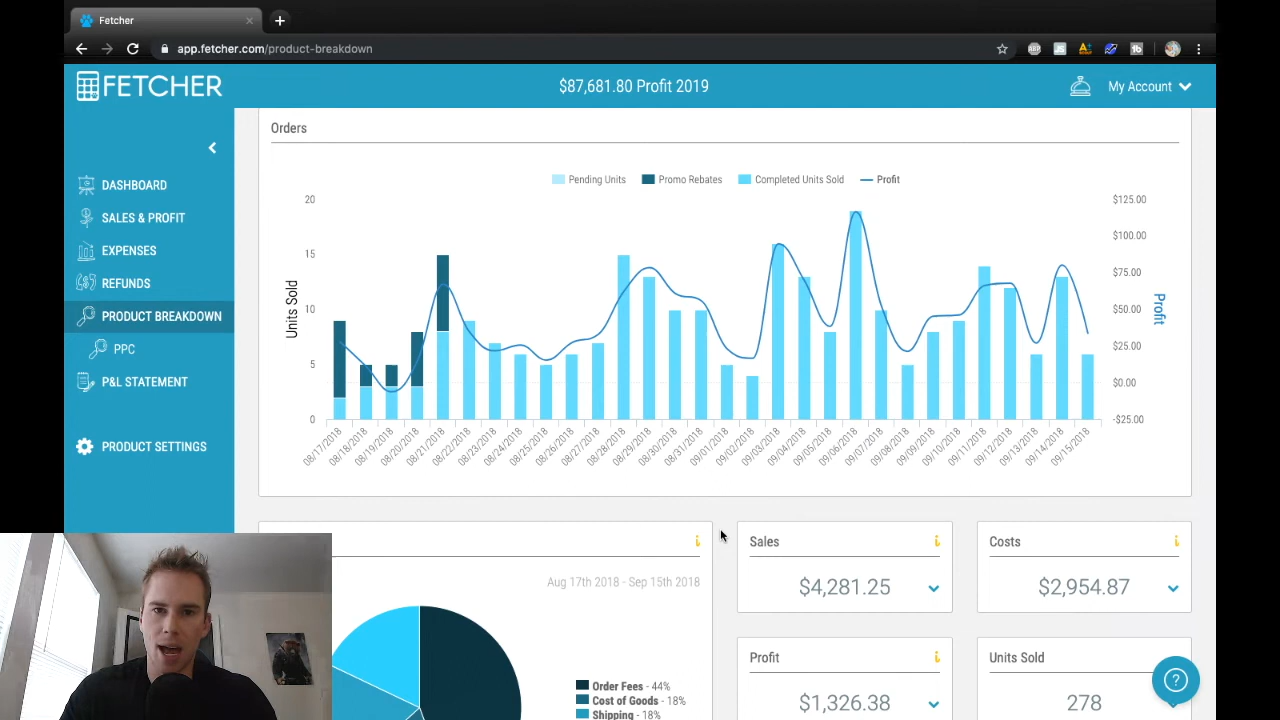 Fetcher
app.fetcher.com/product-breakdown
FETCHER
$87,681.80 Profit 2019
My Account
DASHBOARD
SALES & PROFIT
EXPENSES
REFUNDS
PRODUCT BREAKDOWN
PPC
P&L STATEMENT
PRODUCT SETTINGS
Orders
Pending Units
Promo Rebates
Completed Units Sold
Profit
20
15
10
5
0
Units Sold
$125.00
$100.00
$75.00
$50.00
$25.00
$0.00
-$25.00
Profit
08/17/2018
08/18/2018
08/19/2018
08/20/2018
08/21/2018
08/22/2018
08/23/2018
08/24/2018
08/25/2018
08/26/2018
08/27/2018
08/28/2018
08/29/2018
08/30/2018
08/31/2018
09/01/2018
09/02/2018
09/03/2018
09/04/2018
09/05/2018
09/06/2018
09/07/2018
09/08/2018
09/09/2018
09/10/2018
09/11/2018
09/12/2018
09/13/2018
09/14/2018
09/15/2018
Aug 17th 2018 - Sep 15th 2018
Order Fees - 44%
Cost of Goods - 18%
Shipping - 18%
Sales
$4,281.25
Costs
$2,954.87
Profit
$1,326.38
Units Sold
278